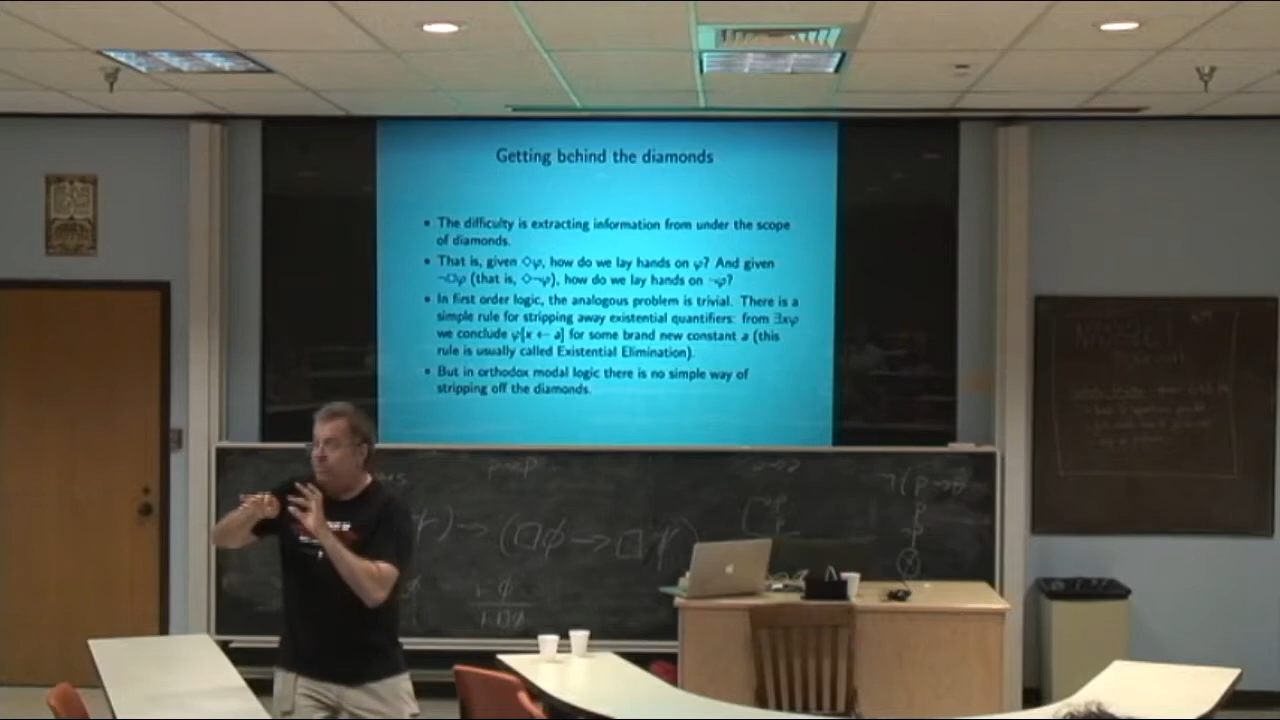 Getting behind the diamonds
• The difficulty is extracting information from under the scope
of diamonds.
• That is, given ◇φ, how do we lay hands on φ? And given
¬□φ (that is, ◇¬φ), how do we lay hands on ¬φ?
• In first order logic, the analogous problem is trivial. There is a
simple rule for stripping away existential quantifiers: from ∃xφ
we conclude φ[x ← a] for some brand new constant a (this
rule is usually called Existential Elimination).
• But in orthodox modal logic there is no simple way of
stripping off the diamonds.
prop
ψ) → (□φ → □ψ)
⊢ φ
⊢ □φ